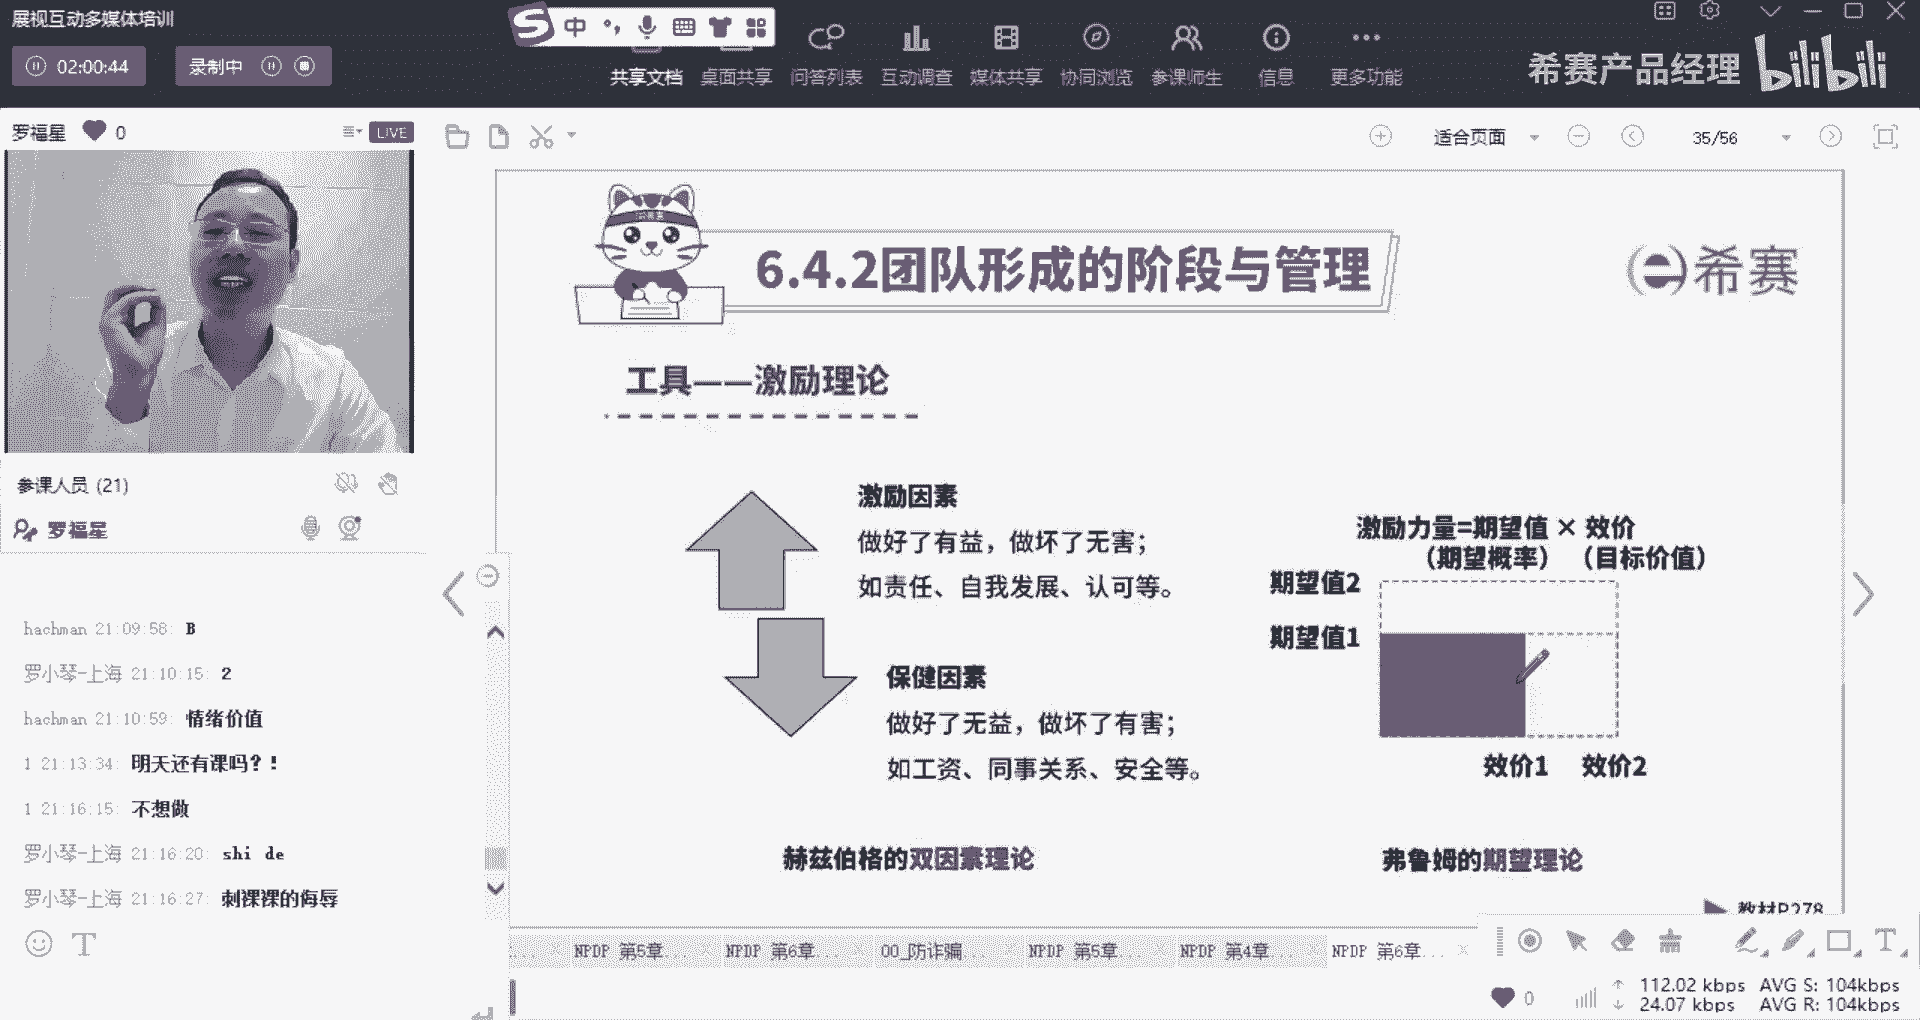 展视互动多媒体培训
02:00:44
录制中
中
共享文档 桌面共享 问答列表 互动调查 媒体共享 协同浏览 参课师生 信息 更多功能
希赛产品经理 bilibili
罗福星 0 LIVE
适合页面 35/56
6.4.2团队形成的阶段与管理
希赛
工具——激励理论
激励因素
做好了有益，做坏了无害；
如责任、自我发展、认可等。
保健因素
做好了无益，做坏了有害；
如工资、同事关系、安全等。
赫兹伯格的双因素理论
激励力量=期望值 × 效价
（期望概率） （目标价值）
期望值2
期望值1
效价1 效价2
弗鲁姆的期望理论
教材P278
参课人员 (21)
罗福星
hachman 21:09:58: B
罗小琴-上海 21:10:15: 2
hachman 21:10:59: 情绪价值
1 21:13:34: 明天还有课吗？！
1 21:16:15: 不想做
罗小琴-上海 21:16:20: shi de
罗小琴-上海 21:16:27: 刺裸裸的侮辱
... NPDP 第5章... NPDP 第6章... 00_防诈骗... NPDP 第5章... NPDP 第4章... NPDP 第6章...
0 112.02 kbps AVG S: 104kbps
24.07 kbps AVG R: 104kbps